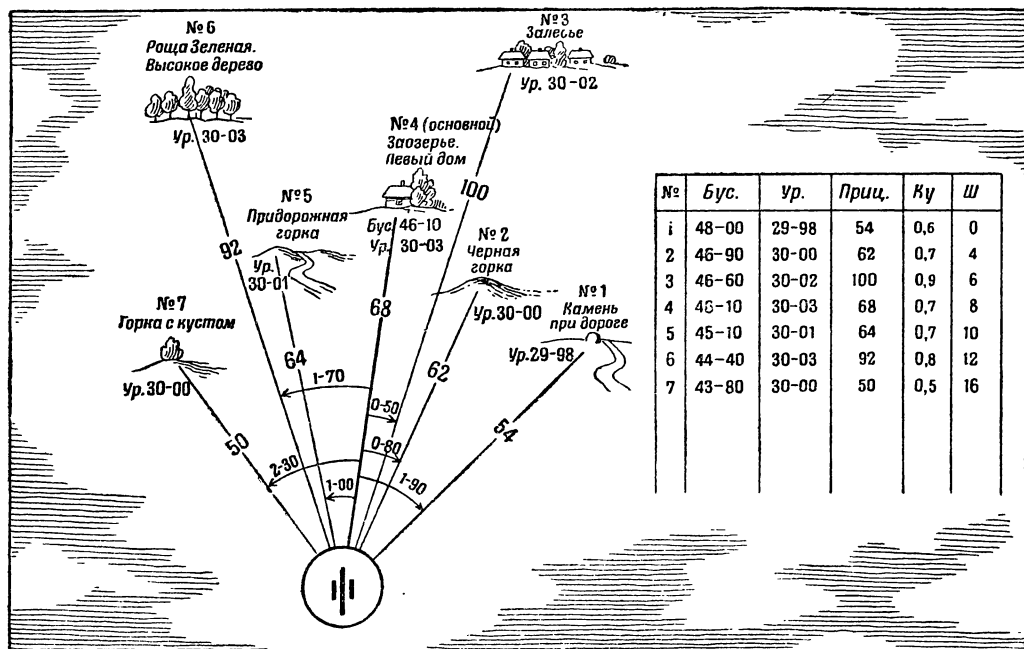 №6
Роща Зеленая.
Высокое дерево
Ур. 30-03
№3
Залесье
Ур. 30-02
№4 (основной)
Заозерье.
Левый дом
Бус. 46-10
Ур. 30-03
№5
Придорожная
горка
Ур.
30-01
№2
Черная
горка
Ур. 30-00
№1
Камень
при дороге
Ур. 29-98
№7
Горка с кустом
Ур. 30-00
92
100
68
64
62
50
54
1-70
0-50
0-80
2-30
1-00
1-90
№ Бус. Ур. Приц. Ку Ш
1 48-00 29-98 54 0,6 0
2 46-90 30-00 62 0,7 4
3 46-60 30-02 100 0,9 6
4 46-10 30-03 68 0,7 8
5 45-10 30-01 64 0,7 10
6 44-40 30-03 92 0,8 12
7 43-80 30-00 50 0,5 16